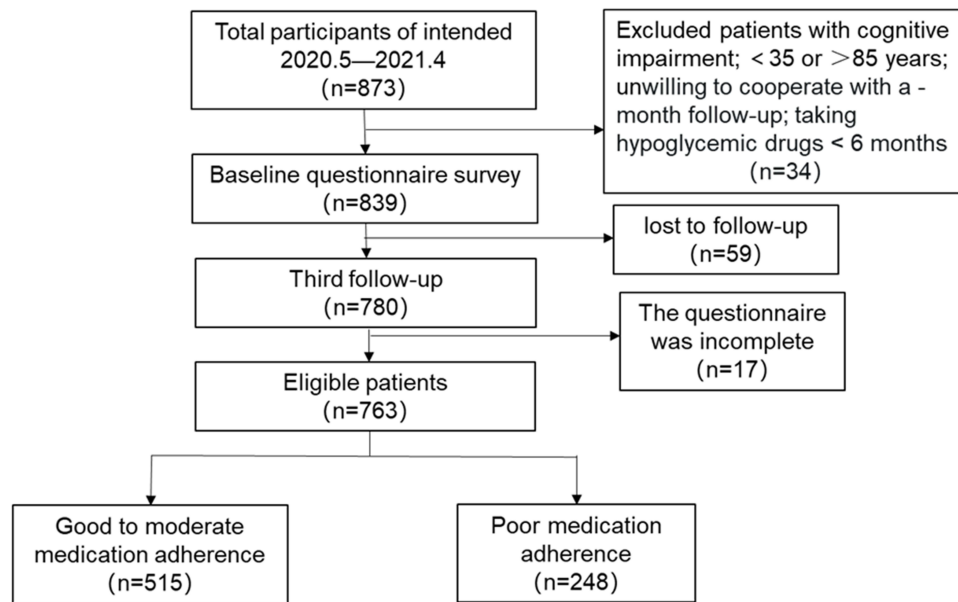 Total participants of intended
2020.5—2021.4
(n=873)
Excluded patients with cognitive
impairment; <35 or >85 years;
unwilling to cooperate with a -
month follow-up; taking
hypoglycemic drugs < 6 months
(n=34)
Baseline questionnaire survey
(n=839)
lost to follow-up
(n=59)
Third follow-up
(n=780)
The questionnaire
was incomplete
(n=17)
Eligible patients
(n=763)
Good to moderate
medication adherence
(n=515)
Poor medication
adherence
(n=248)